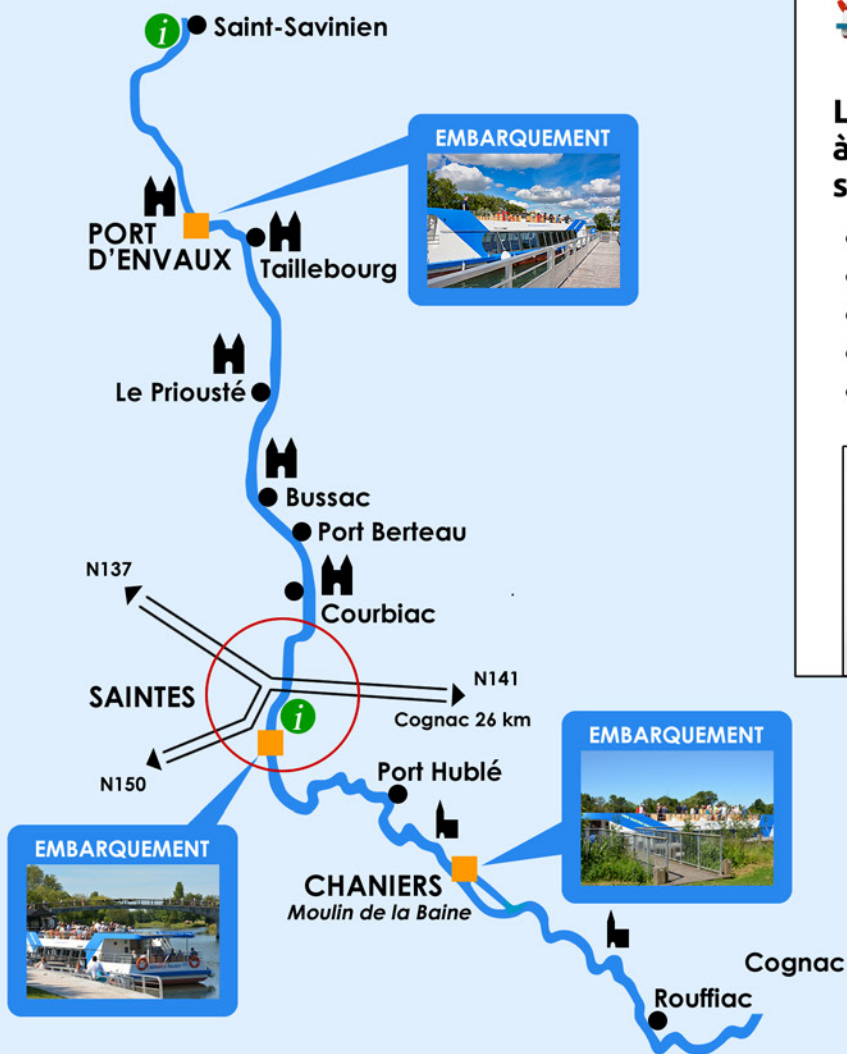 i
Saint-Savinien
L
à
s
EMBARQUEMENT
PORT
D'ENVAUX
Taillebourg
Le Priousté
Bussac
Port Berteau
N137
Courbiac
SAINTES
N141
i
Cognac 26 km
N150
EMBARQUEMENT
Port Hublé
EMBARQUEMENT
CHANIERS
Moulin de la Baine
Cognac
Rouffiac